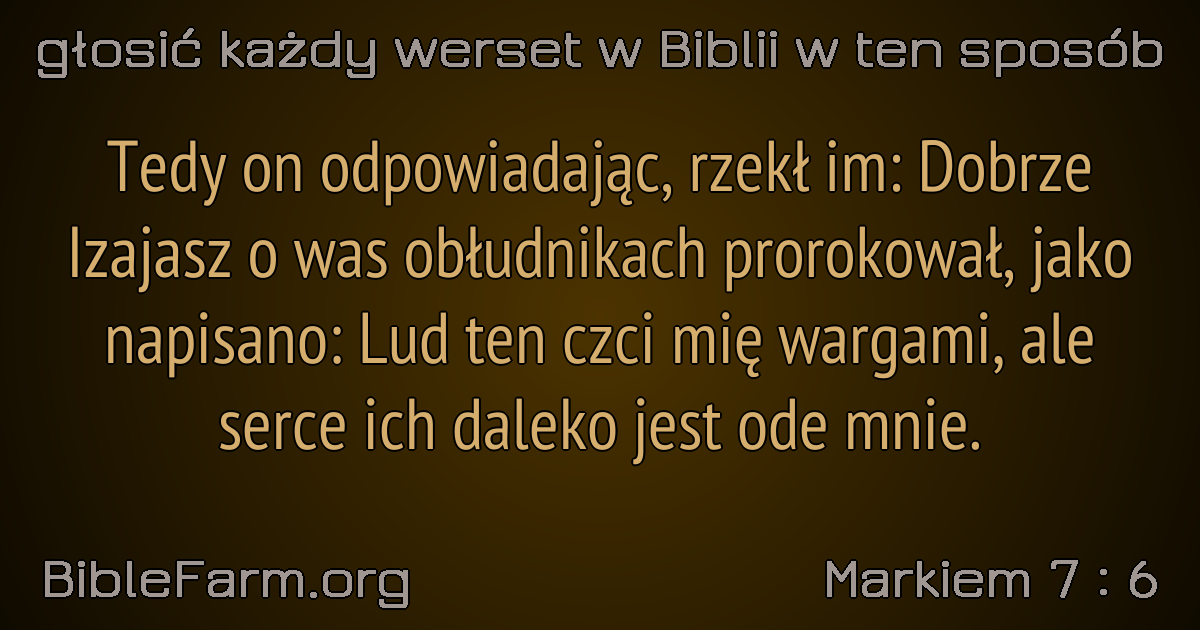 głosić każdy werset w Biblii w ten sposób
Tedy on odpowiadając, rzekł im: Dobrze
Izajasz o was obłudnikach prorokował, jako
napisano: Lud ten czci mię wargami, ale
serce ich daleko jest ode mnie.
BibleFarm.org
Markiem 7 : 6